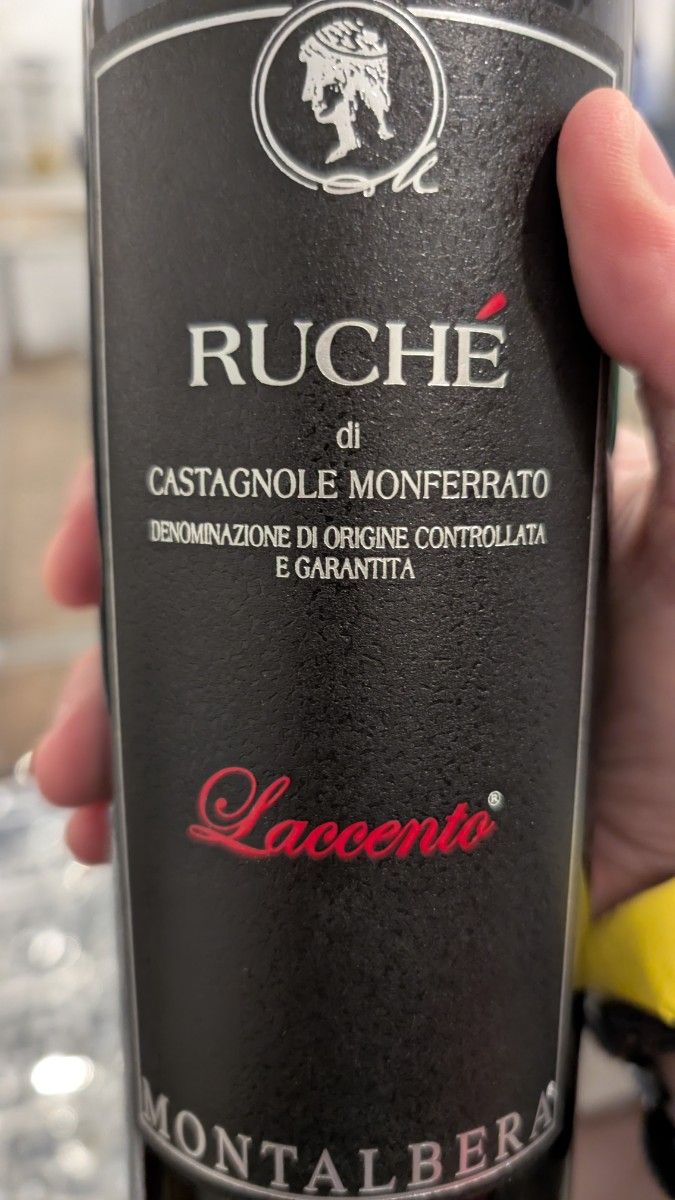 M
RUCHÉ
di
CASTAGNOLE MONFERRATO
DENOMINAZIONE DI ORIGINE CONTROLLATA
E GARANTITA
Laccento®
MONTALBERA®